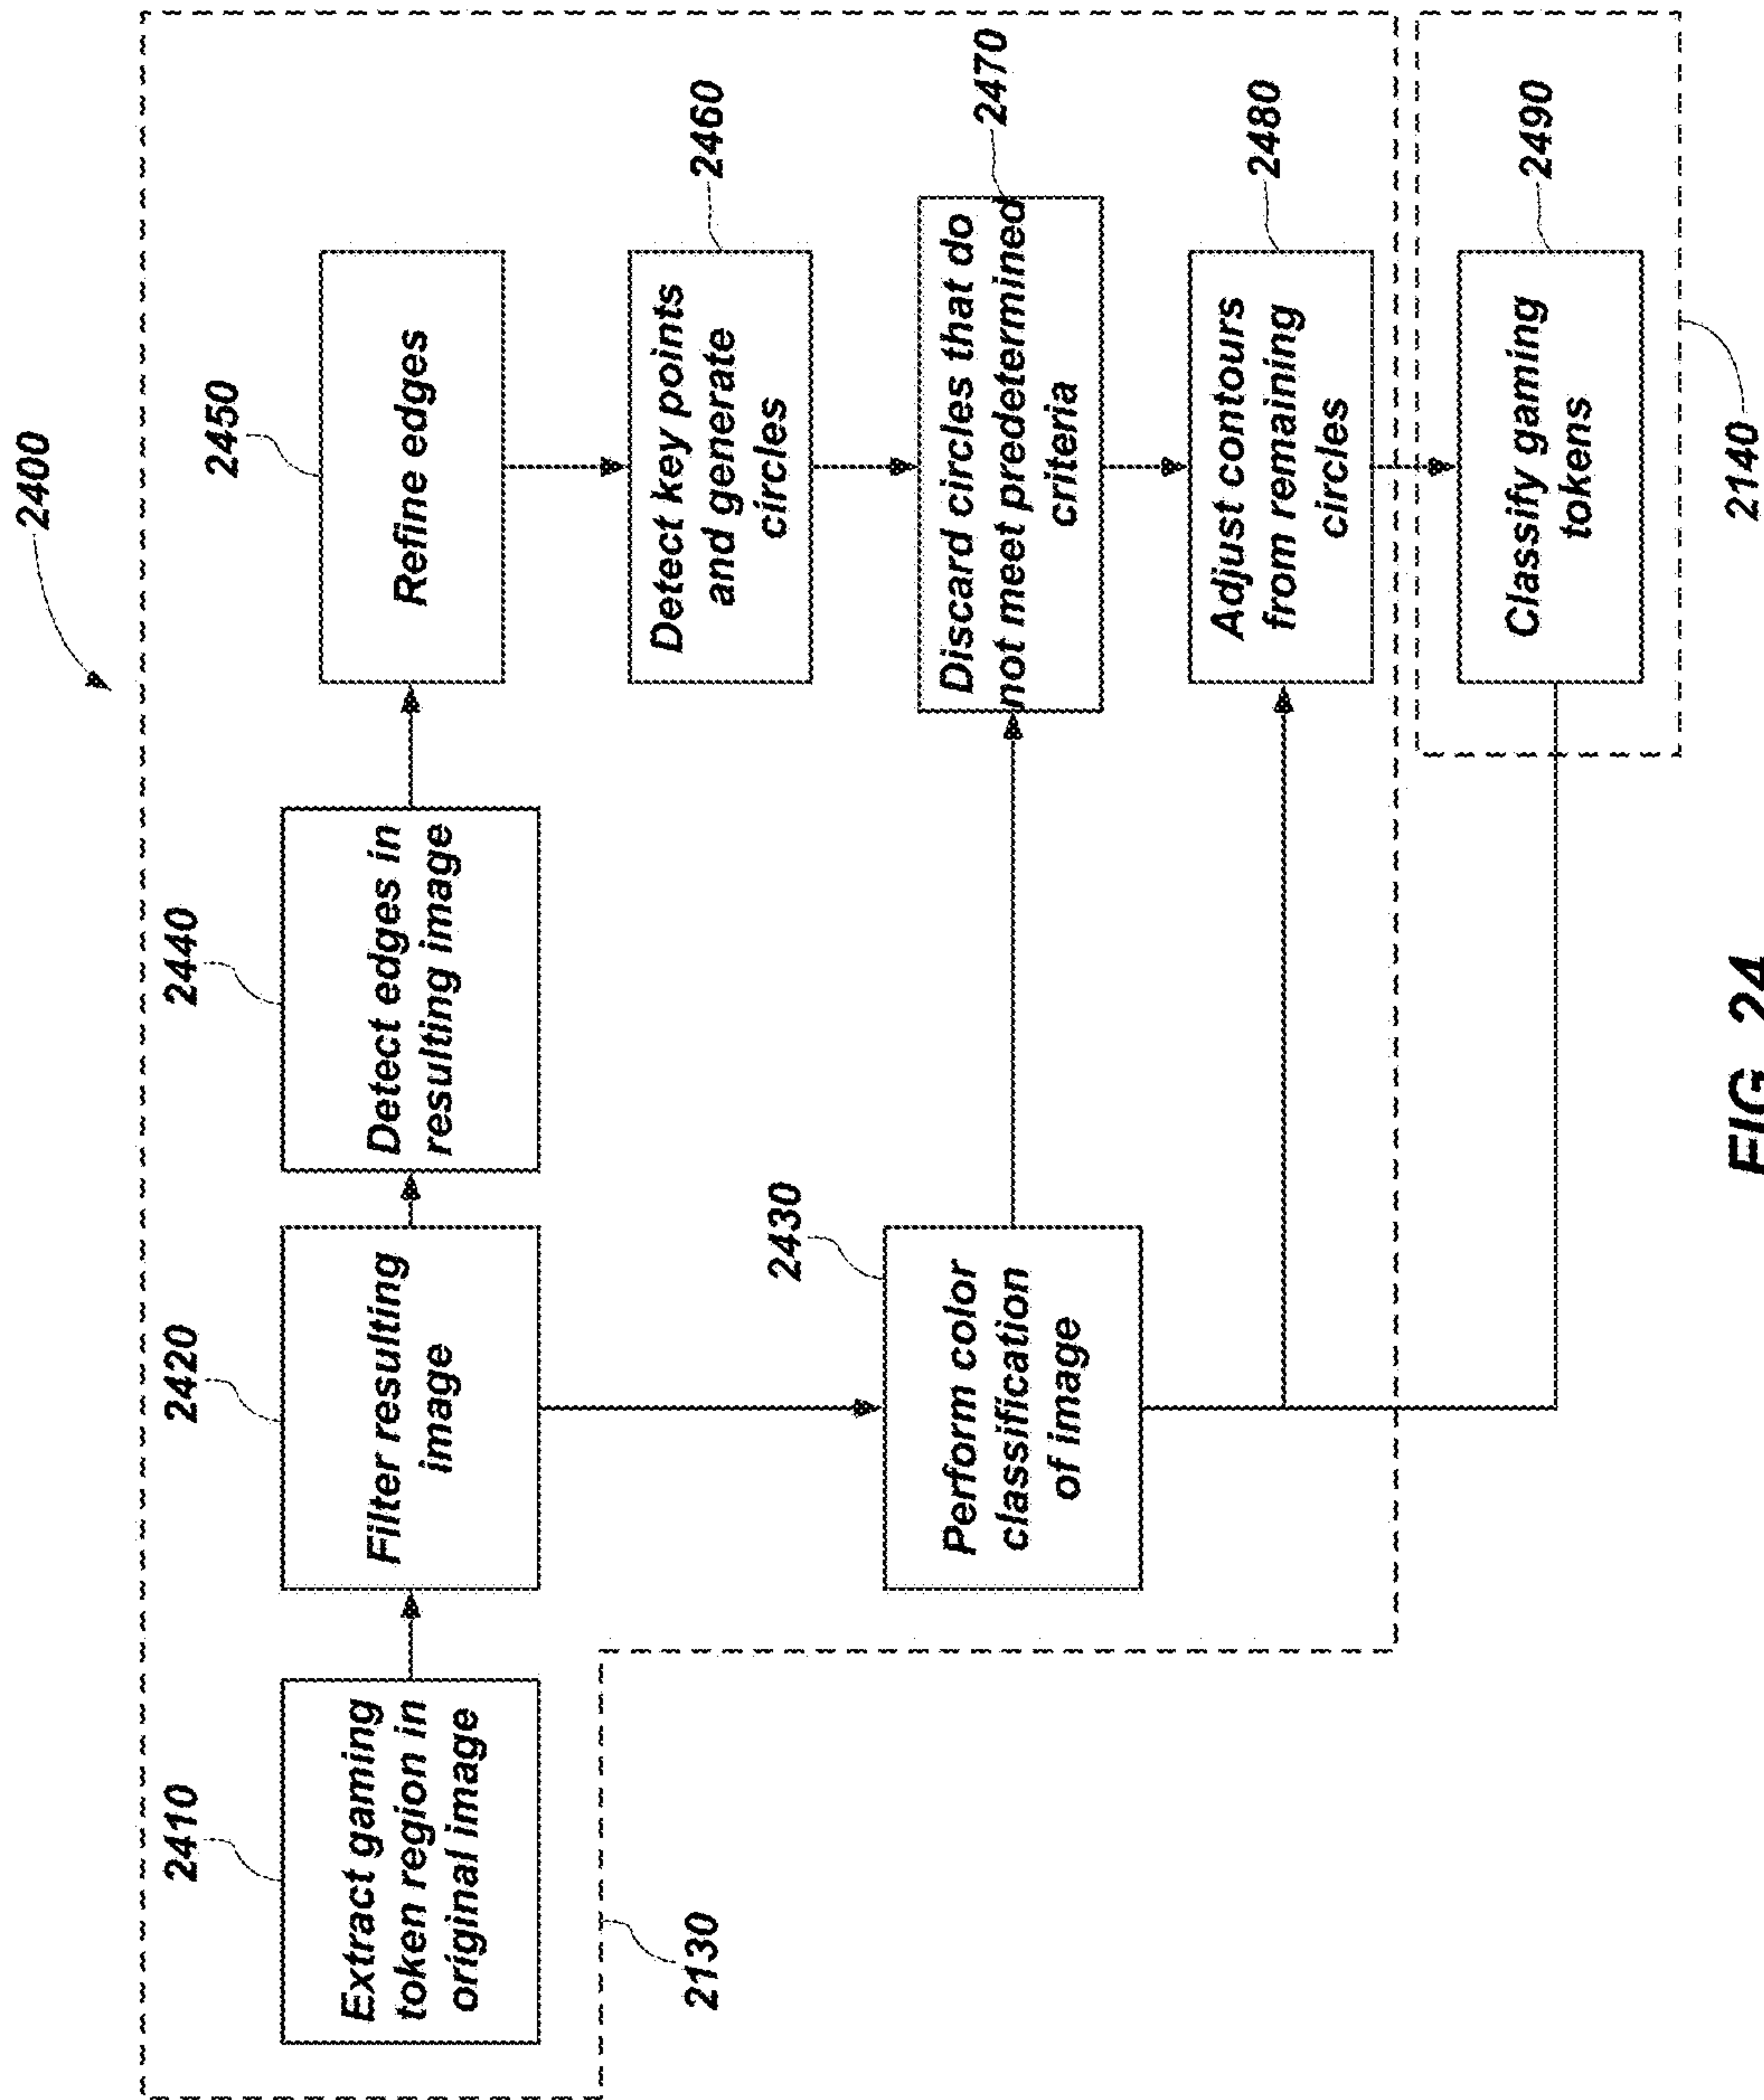 2400
2410
Extract gaming
token region in
original image
2420
Filter resulting
image
2440
Detect edges in
resulting image
2450
Refine edges
2430
Perform color
classification
of image
2460
Detect key points
and generate
circles
2470
Discard circles that do
not meet predetermined
criteria
2480
Adjust contours
from remaining
circles
2490
Classify gaming
tokens
2130
2140
FIG. 24